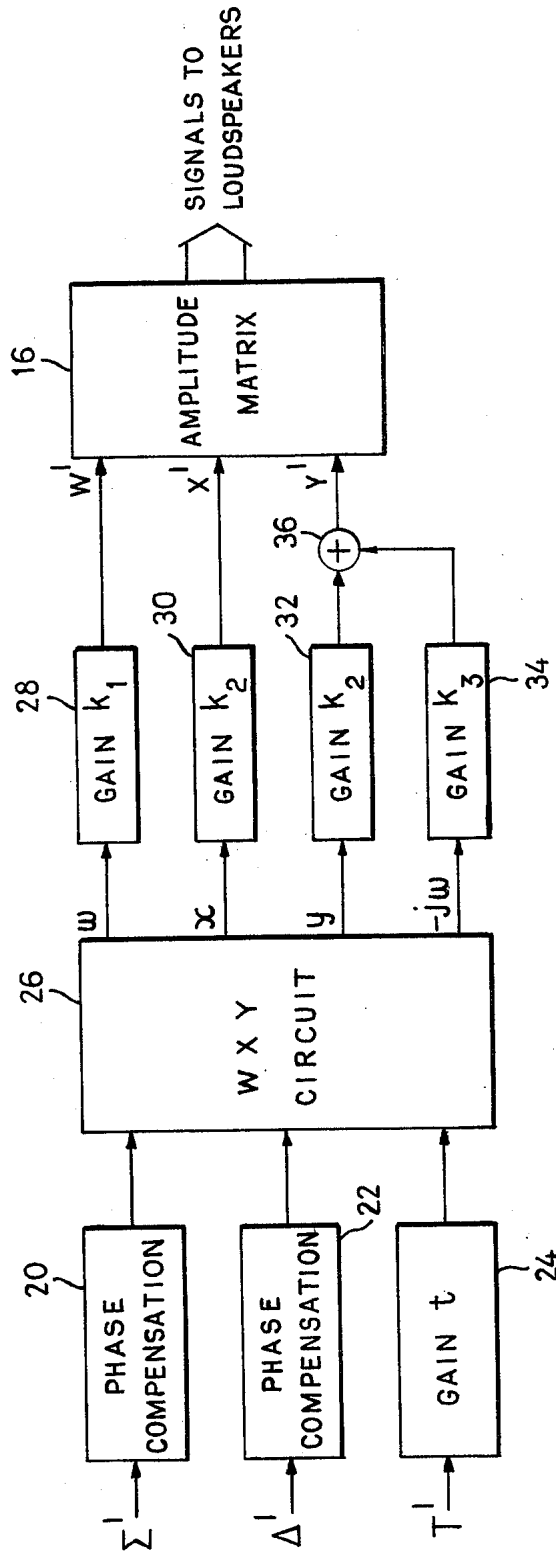 Σ'
Δ'
T'
20
PHASE
COMPENSATION
22
PHASE
COMPENSATION
24
GAIN t
26
W X Y
CIRCUIT
w
x
y
-jw
28
GAIN k1
30
GAIN k2
32
GAIN k2
34
GAIN k3
36
+
W'
X'
Y'
16
AMPLITUDE
MATRIX
SIGNALS TO
LOUDSPEAKERS